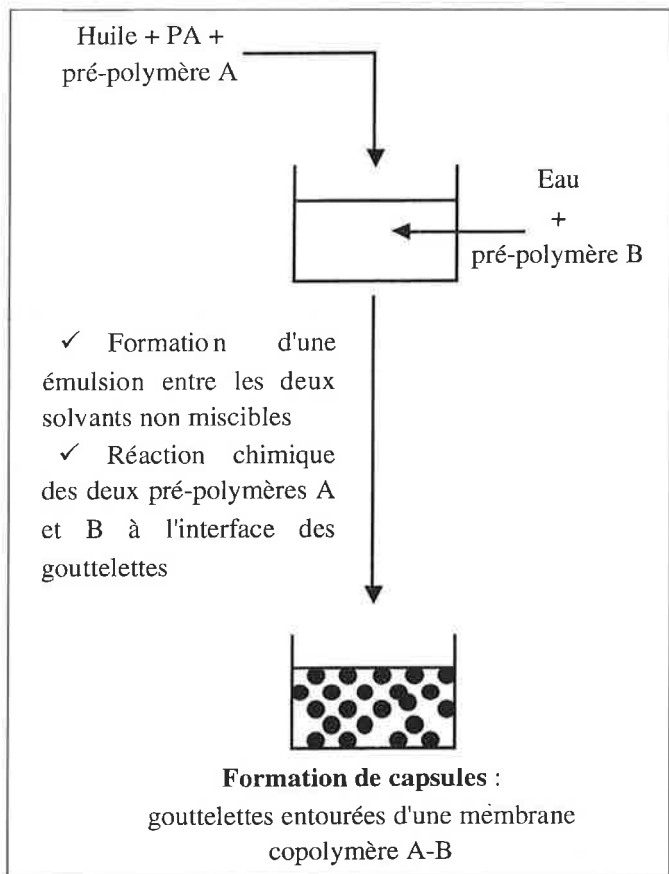 Huile + PA +
pré-polymère A
Eau
+
pré-polymère B
✓ Formation d'une
émulsion entre les deux
solvants non miscibles
✓ Réaction chimique
des deux pré-polymères A
et B à l'interface des
gouttelettes
Formation de capsules :
gouttelettes entourées d'une membrane
copolymère A-B